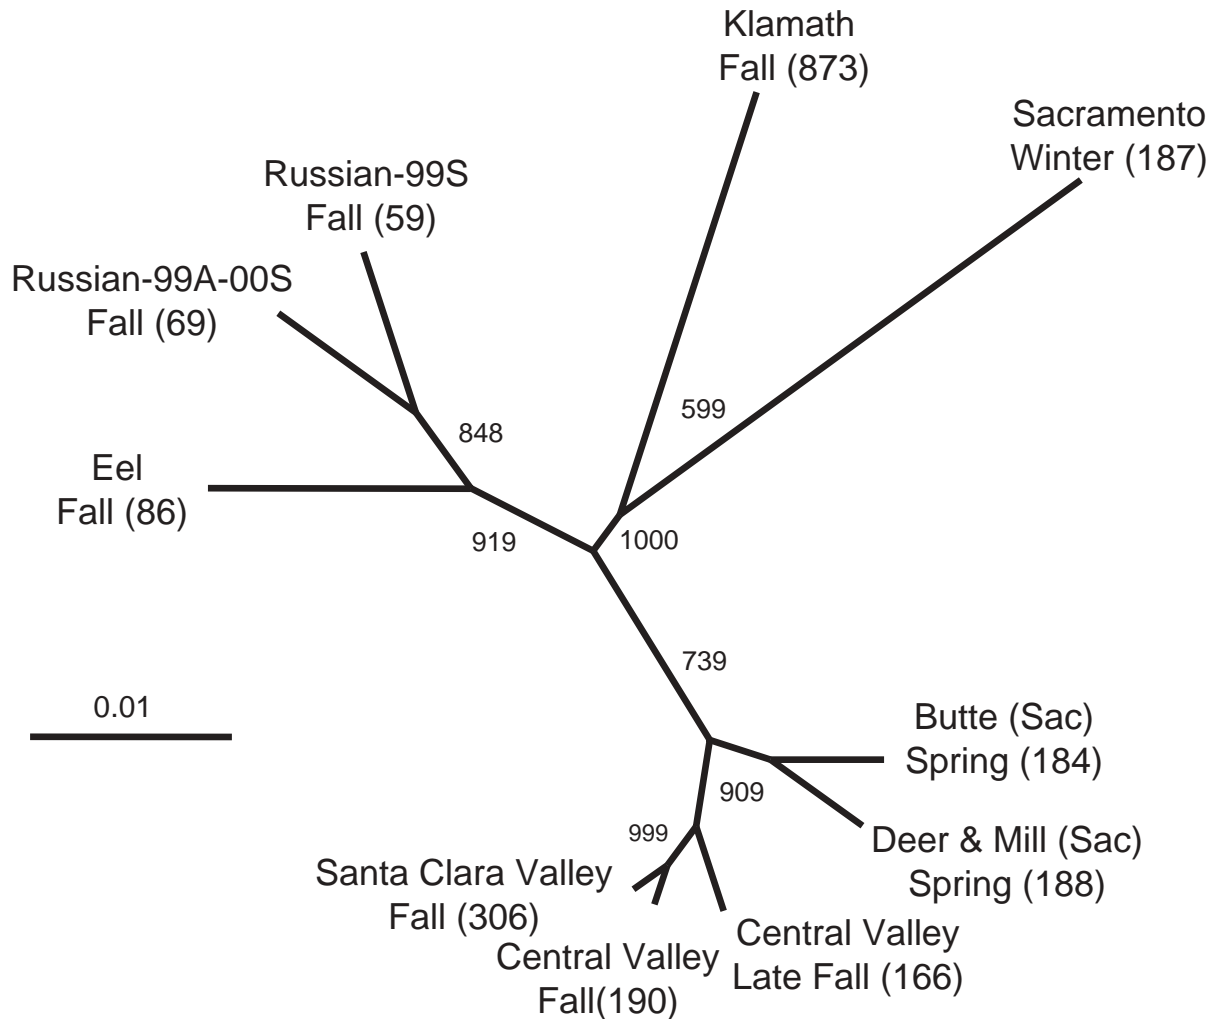 Klamath
Fall (873)
Sacramento
Winter (187)
Russian-99S
Fall (59)
Russian-99A-00S
Fall (69)
599
848
Eel
Fall (86)
919
1000
739
0.01
Butte (Sac)
Spring (184)
909
999
Deer & Mill (Sac)
Spring (188)
Santa Clara Valley
Fall (306)
Central Valley
Late Fall (166)
Central Valley
Fall(190)